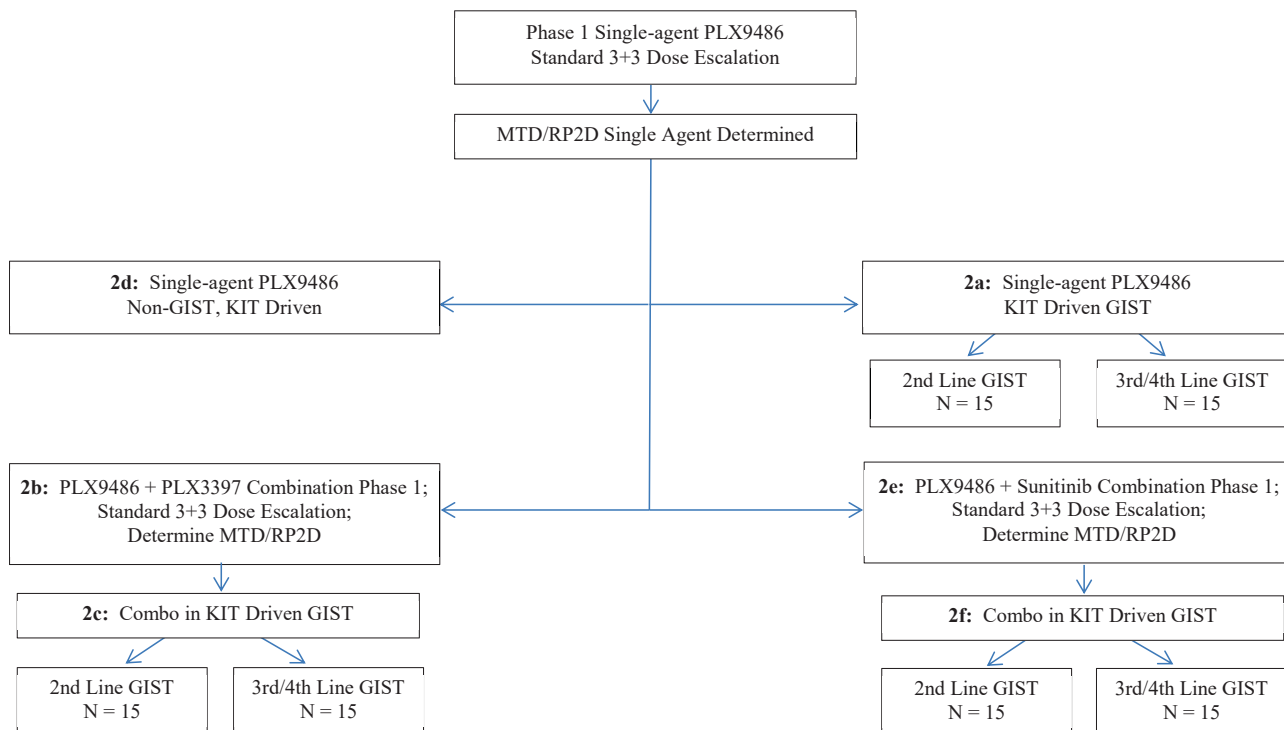 Phase 1 Single-agent PLX9486
Standard 3+3 Dose Escalation
MTD/RP2D Single Agent Determined
2d: Single-agent PLX9486
Non-GIST, KIT Driven
2a: Single-agent PLX9486
KIT Driven GIST
2nd Line GIST
N = 15
3rd/4th Line GIST
N = 15
2b: PLX9486 + PLX3397 Combination Phase 1;
Standard 3+3 Dose Escalation;
Determine MTD/RP2D
2e: PLX9486 + Sunitinib Combination Phase 1;
Standard 3+3 Dose Escalation;
Determine MTD/RP2D
2c: Combo in KIT Driven GIST
2f: Combo in KIT Driven GIST
2nd Line GIST
N = 15
3rd/4th Line GIST
N = 15
2nd Line GIST
N = 15
3rd/4th Line GIST
N = 15